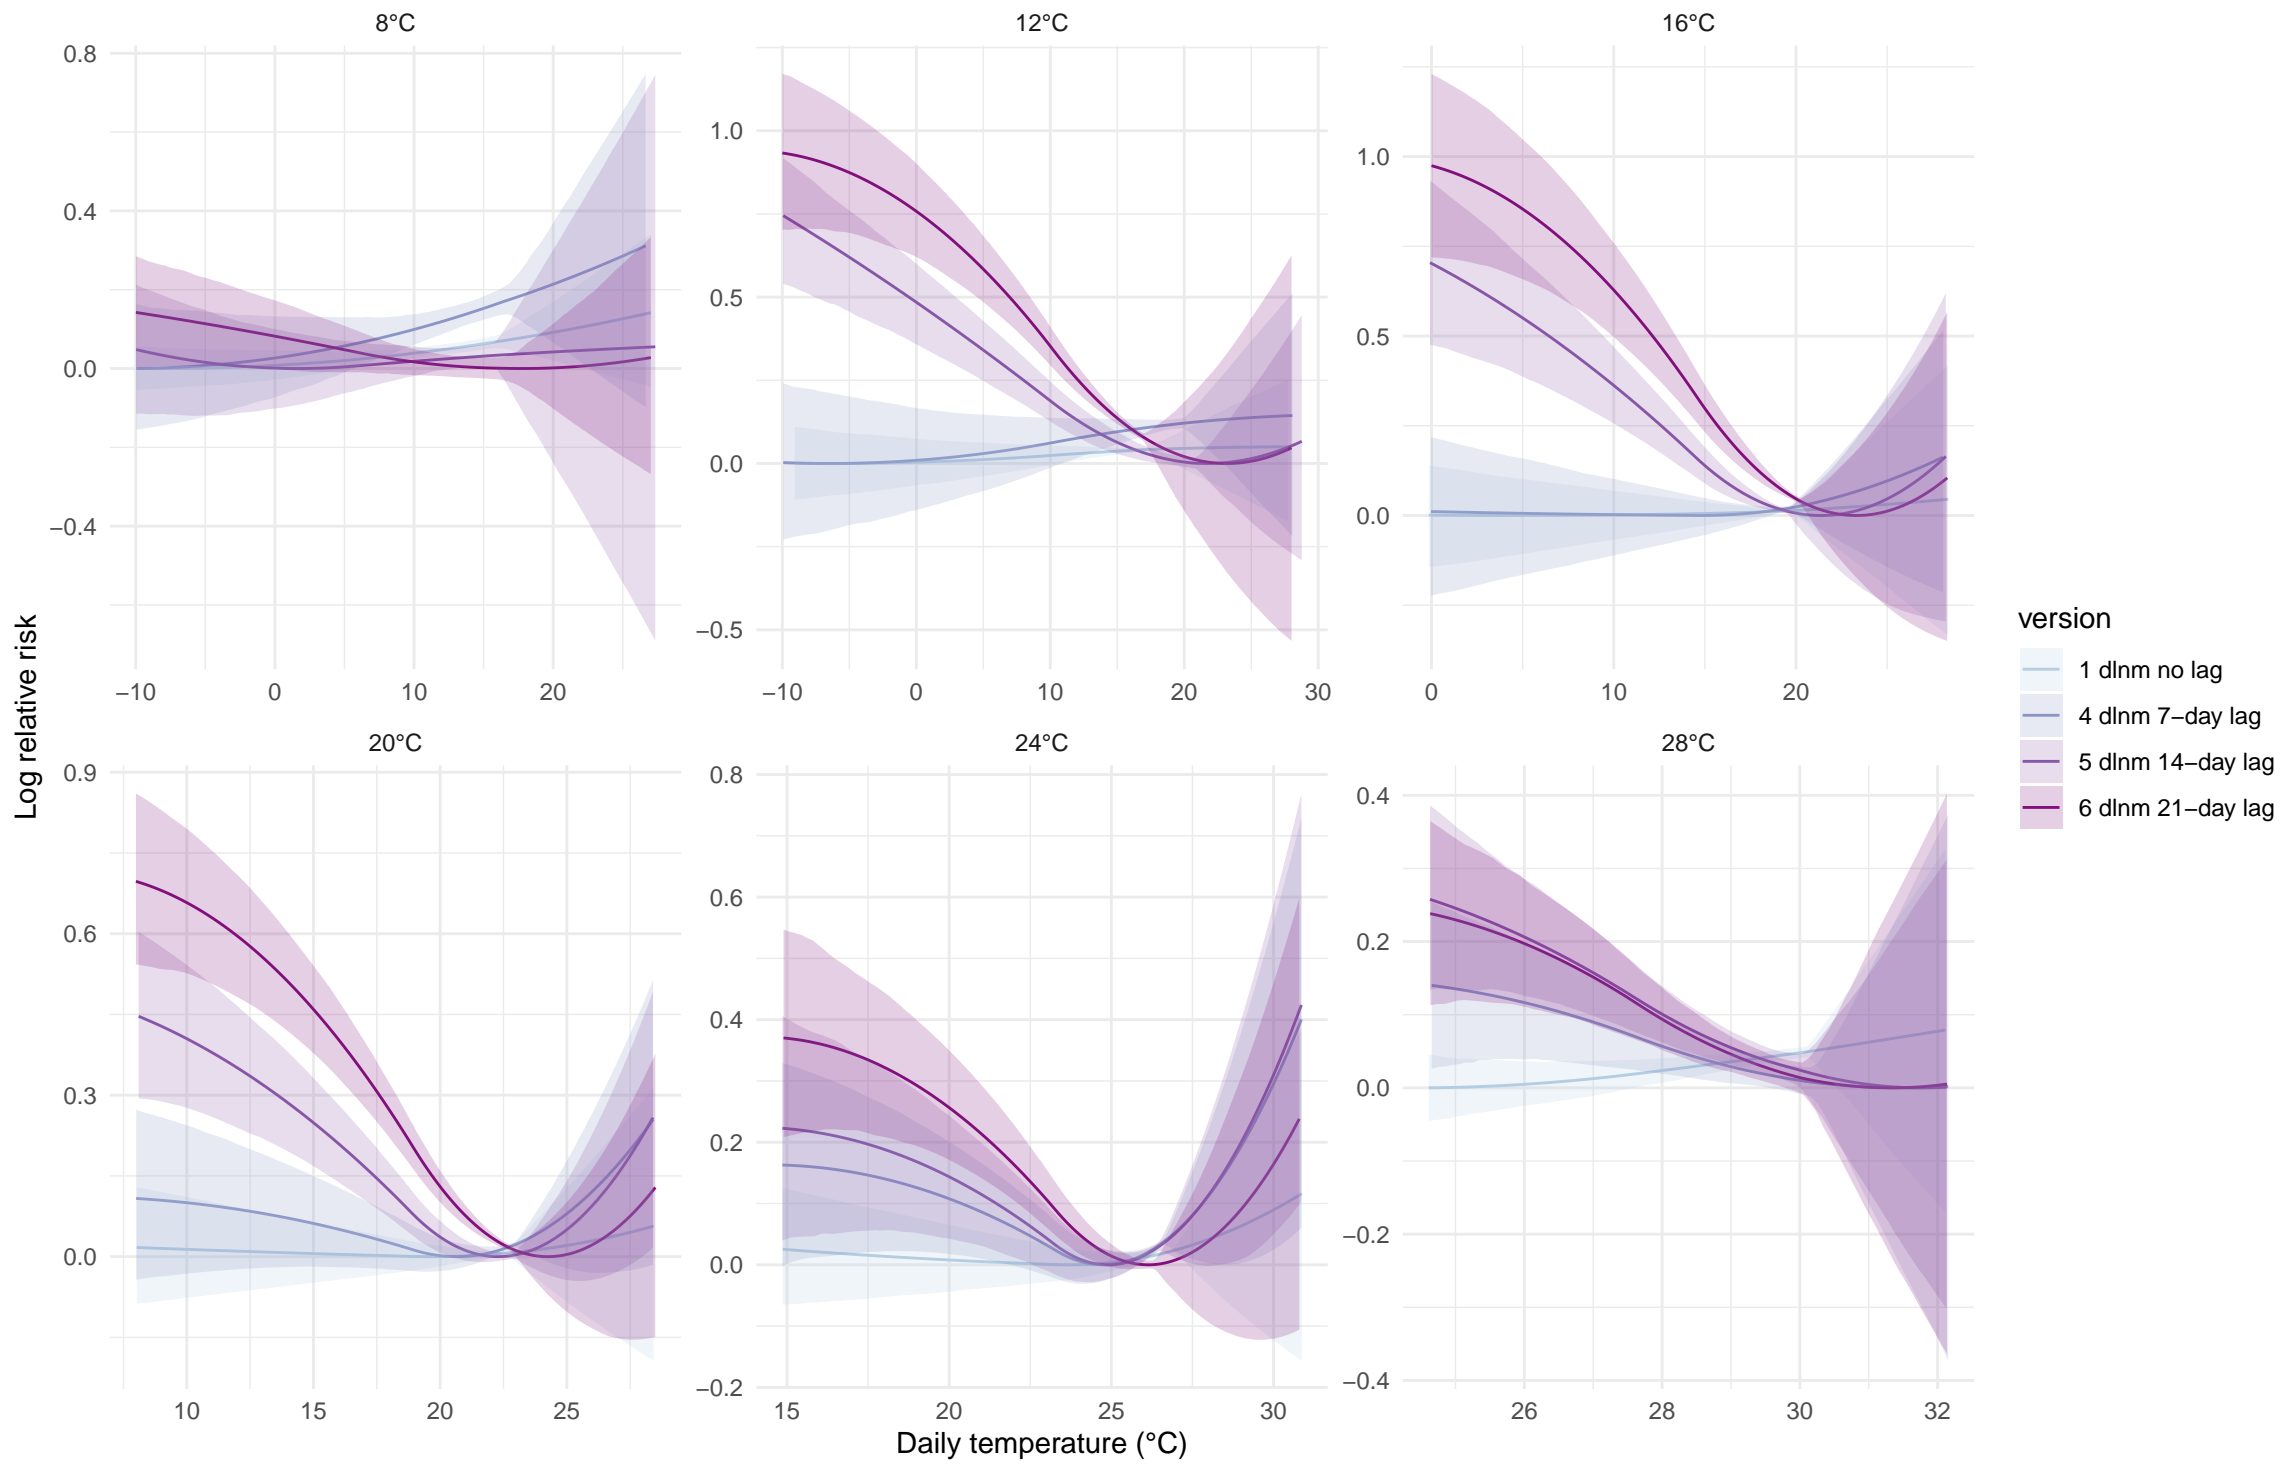 8°C
12°C
16°C
0.8
0.4
0.0
−0.4
1.0
0.5
0.0
−0.5
1.0
0.5
0.0
−10 0 10 20
−10 0 10 20 30
0 10 20
20°C
24°C
28°C
0.9
0.6
0.3
0.0
0.8
0.6
0.4
0.2
0.0
−0.2
0.4
0.2
0.0
−0.2
−0.4
10 15 20 25
15 20 25 30
26 28 30 32
Log relative risk
Daily temperature (°C)
version
1 dlnm no lag
4 dlnm 7−day lag
5 dlnm 14−day lag
6 dlnm 21−day lag